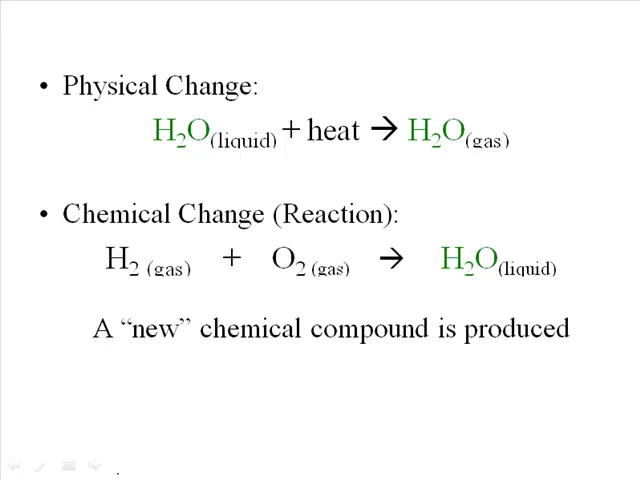 • Physical Change:
H₂O(liquid) + heat → H₂O(gas)
• Chemical Change (Reaction):
H₂ (gas) + O₂ (gas) → H₂O(liquid)
A “new” chemical compound is produced